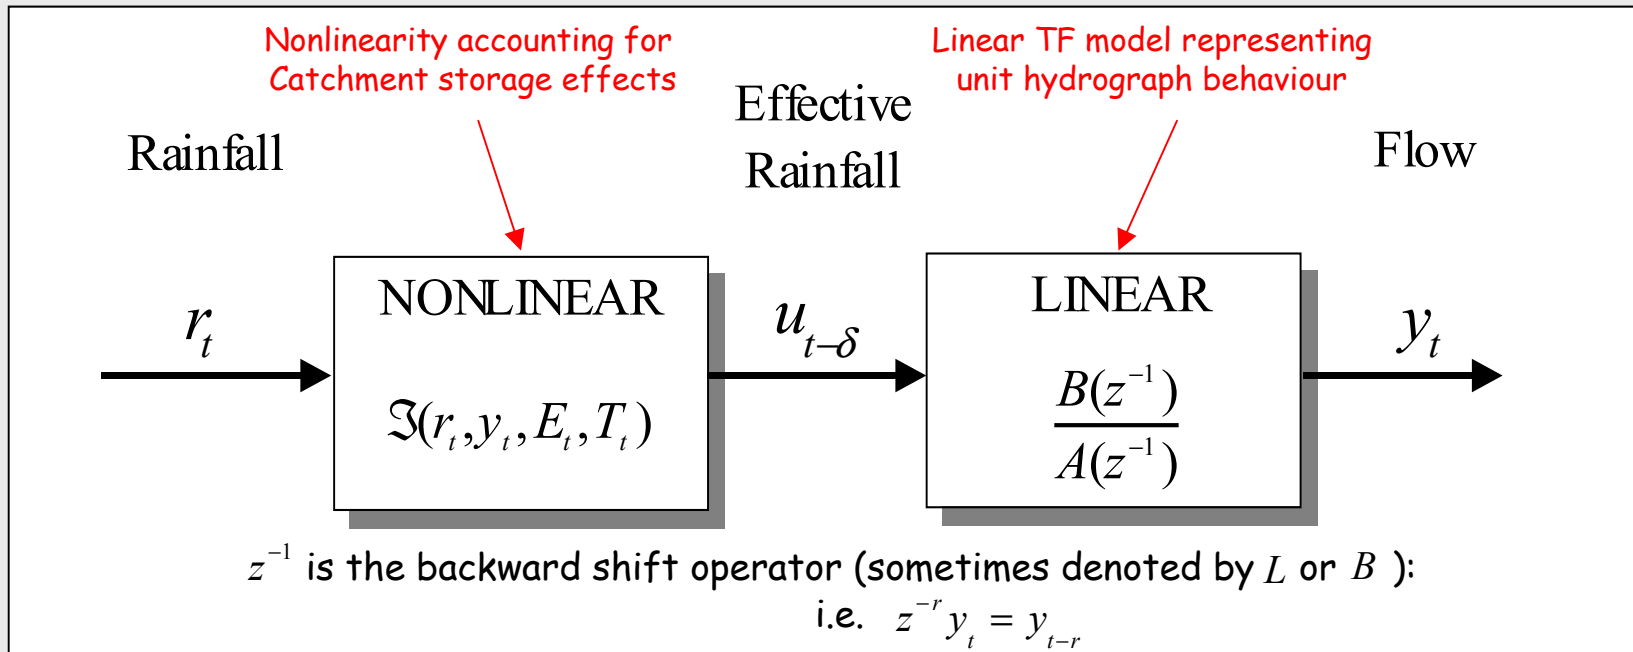 Nonlinearity accounting for
Catchment storage effects
Linear TF model representing
unit hydrograph behaviour
Rainfall
Effective
Rainfall
Flow
r_t
NONLINEAR
ℑ(r_t, y_t, E_t, T_t)
u_{t−δ}
LINEAR
B(z^{−1})
A(z^{−1})
y_t
z^{−1} is the backward shift operator (sometimes denoted by L or B ):
i.e. z^{−r} y_t = y_{t−r}